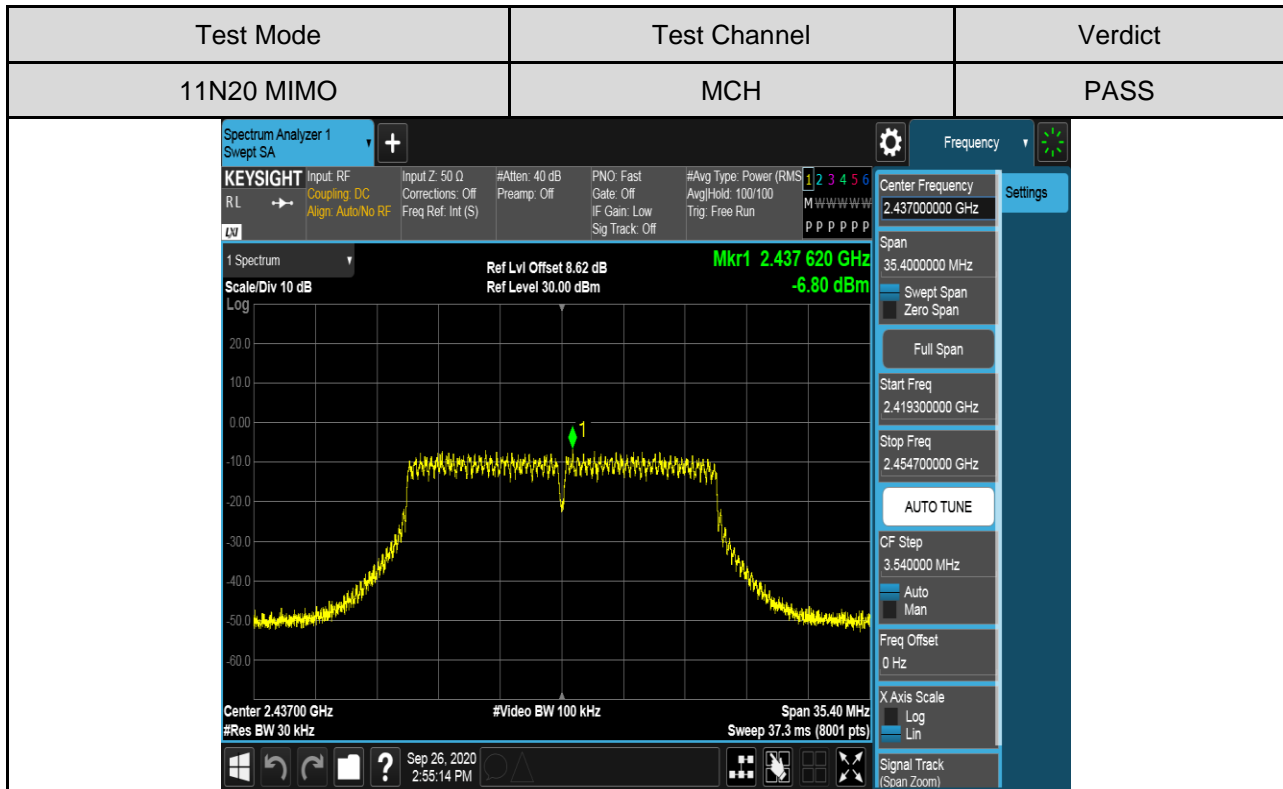 Test Mode Test Channel Verdict
11N20 MIMO MCH PASS
Spectrum Analyzer 1
Swept SA
+
Frequency
KEYSIGHT
RL
LXI
Input: RF
Coupling: DC
Align: Auto/No RF
Input Z: 50 Ω
Corrections: Off
Freq Ref: Int (S)
#Atten: 40 dB
Preamp: Off
PNO: Fast
Gate: Off
IF Gain: Low
Sig Track: Off
#Avg Type: Power (RMS
Avg|Hold: 100/100
Trig: Free Run
1 2 3 4 5 6
M W W W W W
P P P P P P
1 Spectrum
Scale/Div 10 dB
Log
Ref Lvl Offset 8.62 dB
Ref Level 30.00 dBm
Mkr1 2.437 620 GHz
-6.80 dBm
20.0
10.0
0.00
1
-10.0
-20.0
-30.0
-40.0
-50.0
-60.0
Center 2.43700 GHz
#Res BW 30 kHz
#Video BW 100 kHz
Span 35.40 MHz
Sweep 37.3 ms (8001 pts)
?
Sep 26, 2020
2:55:14 PM
Center Frequency
2.437000000 GHz
Span
35.4000000 MHz
Swept Span
Zero Span
Full Span
Start Freq
2.419300000 GHz
Stop Freq
2.454700000 GHz
AUTO TUNE
CF Step
3.540000 MHz
Auto
Man
Freq Offset
0 Hz
X Axis Scale
Log
Lin
Signal Track
(Span Zoom)
Settings